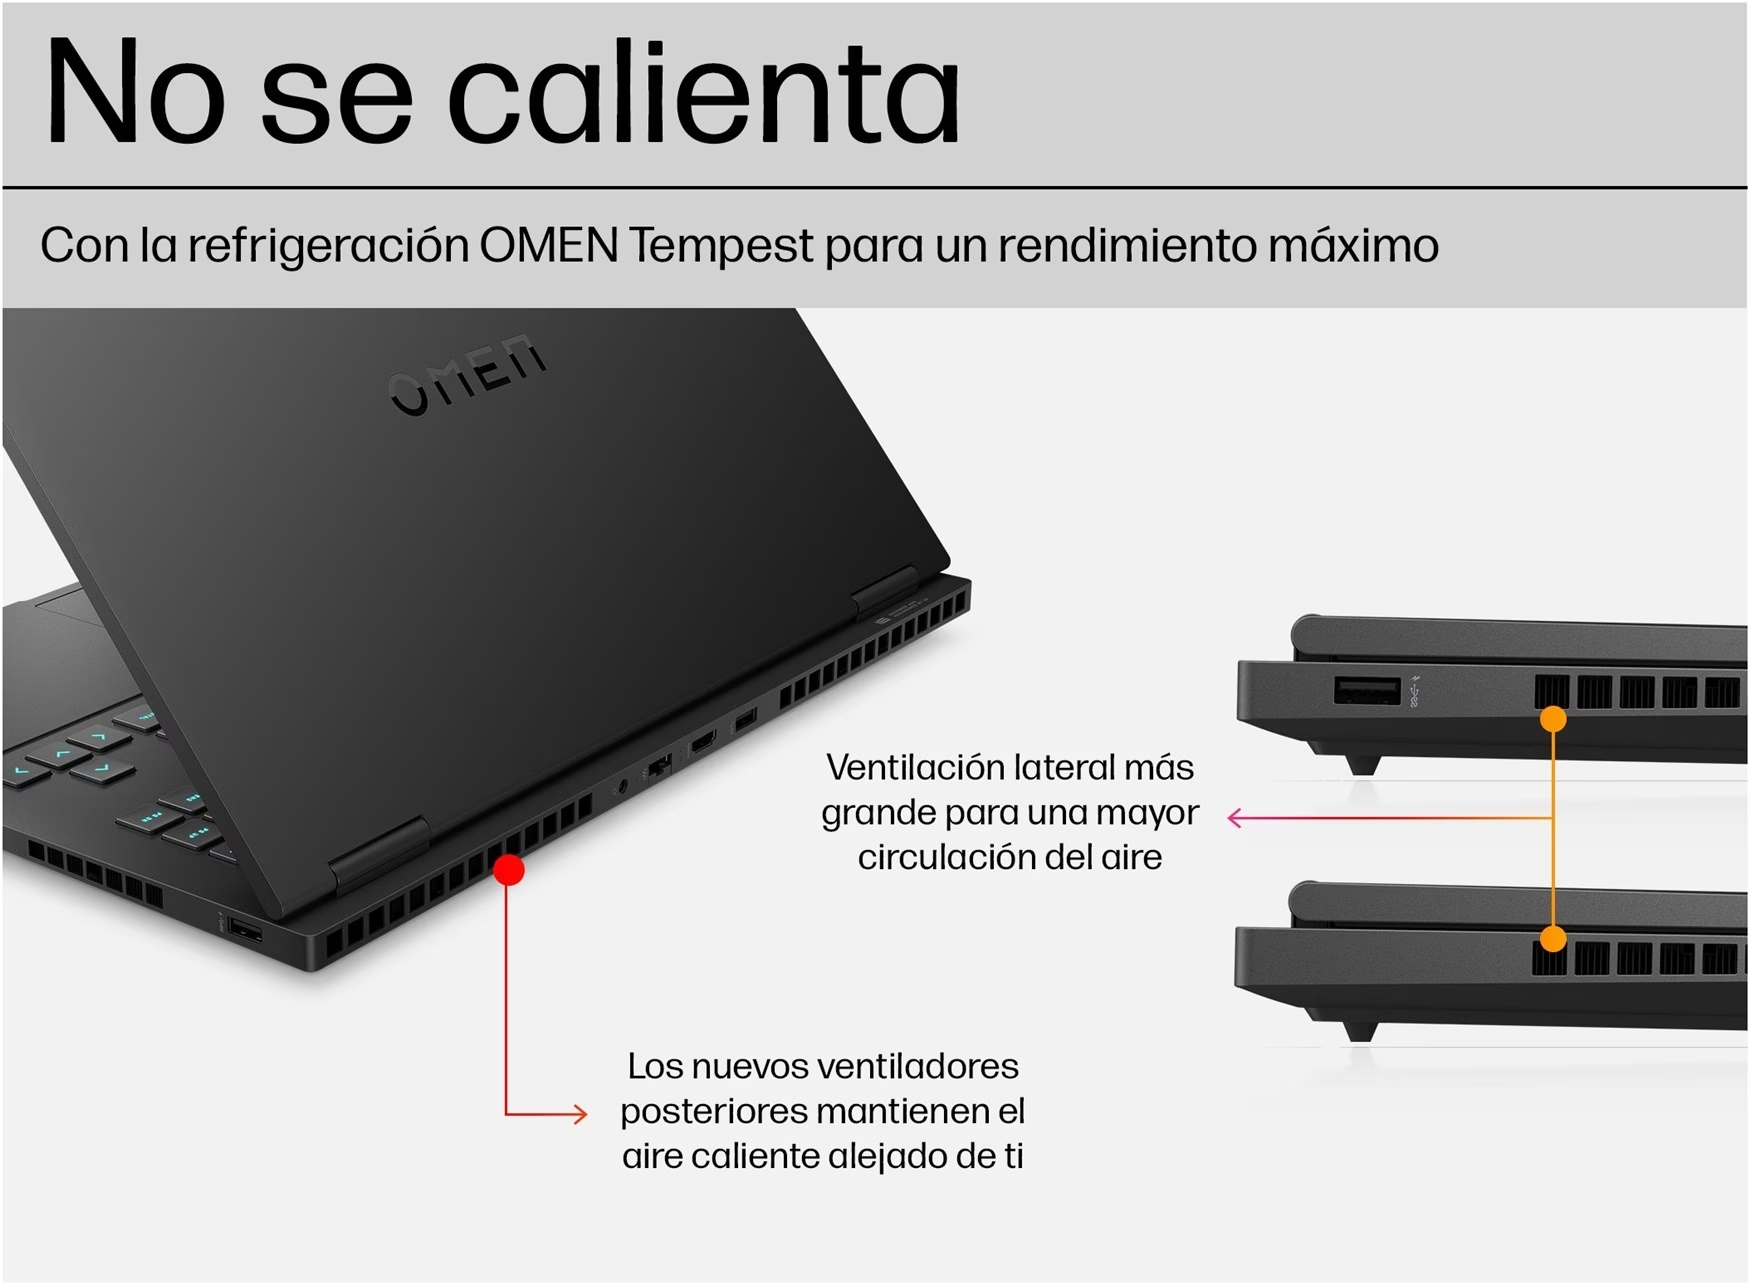 No se calienta
Con la refrigeración OMEN Tempest para un rendimiento máximo
OMEN
Ventilación lateral más
grande para una mayor
circulación del aire
Los nuevos ventiladores
posteriores mantienen el
aire caliente alejado de ti